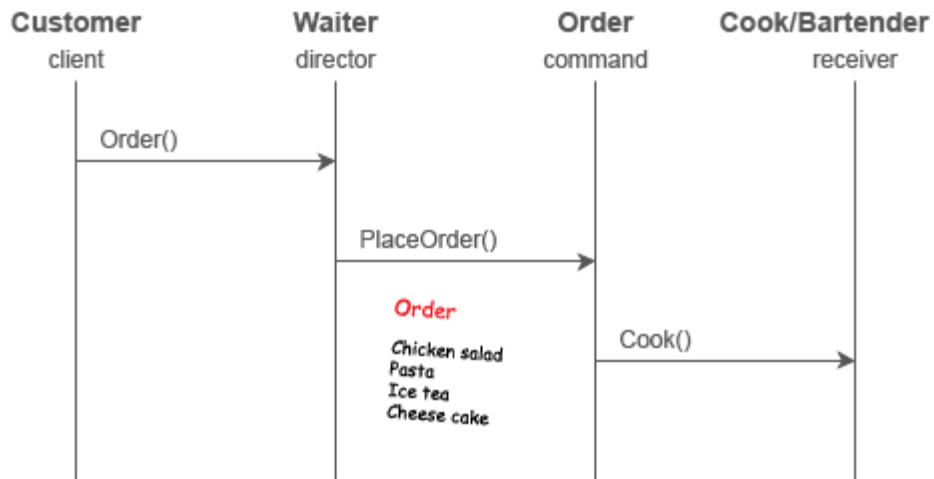 Customer
client
Waiter
director
Order
command
Cook/Bartender
receiver
Order()
PlaceOrder()
Order
Chicken salad
Pasta
Ice tea
Cheese cake
Cook()